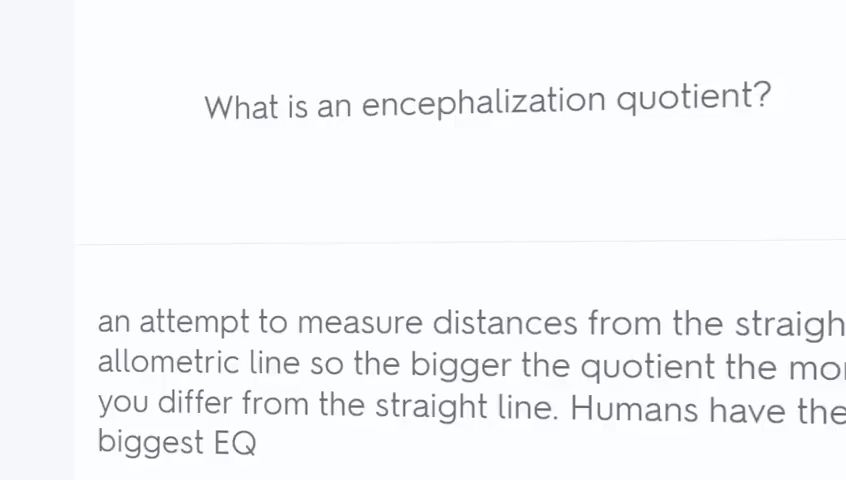 What is an encephalization quotient?
an attempt to measure distances from the straigh
allometric line so the bigger the quotient the mo
you differ from the straight line. Humans have the
biggest EQ